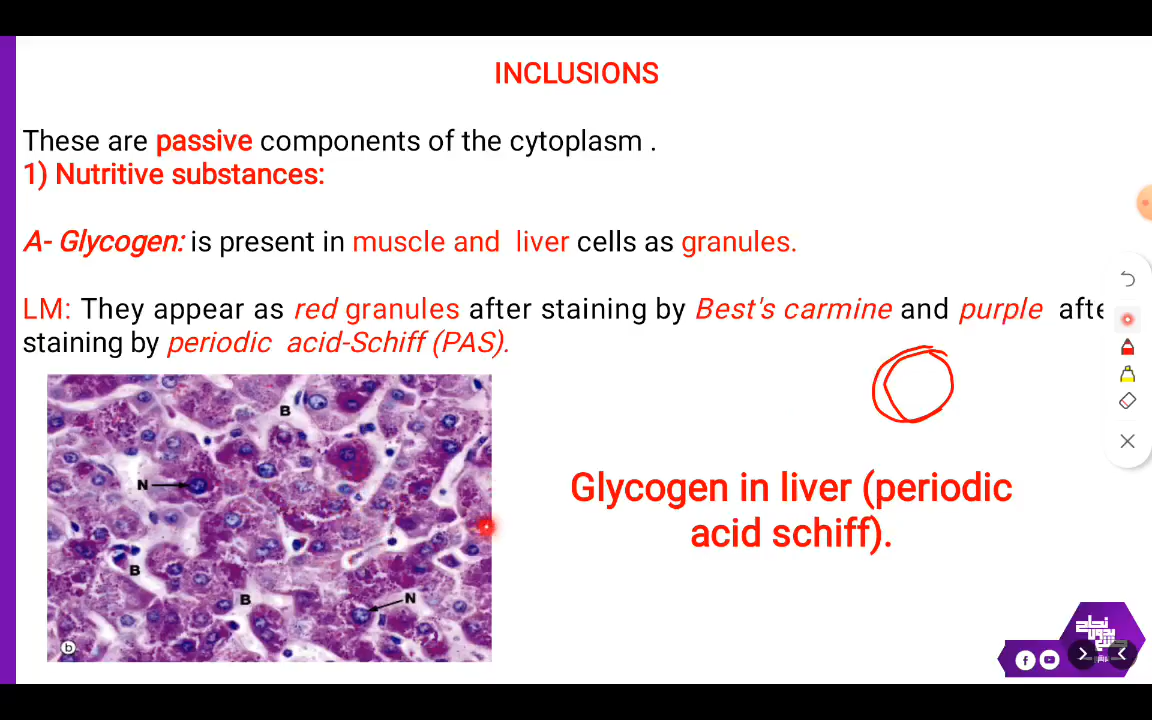 INCLUSIONS
These are passive components of the cytoplasm .
1) Nutritive substances:
A- Glycogen: is present in muscle and liver cells as granules.
LM: They appear as red granules after staining by Best's carmine and purple afte
staining by periodic acid-Schiff (PAS).
B
N
B
B
N
b
Glycogen in liver (periodic
acid schiff).